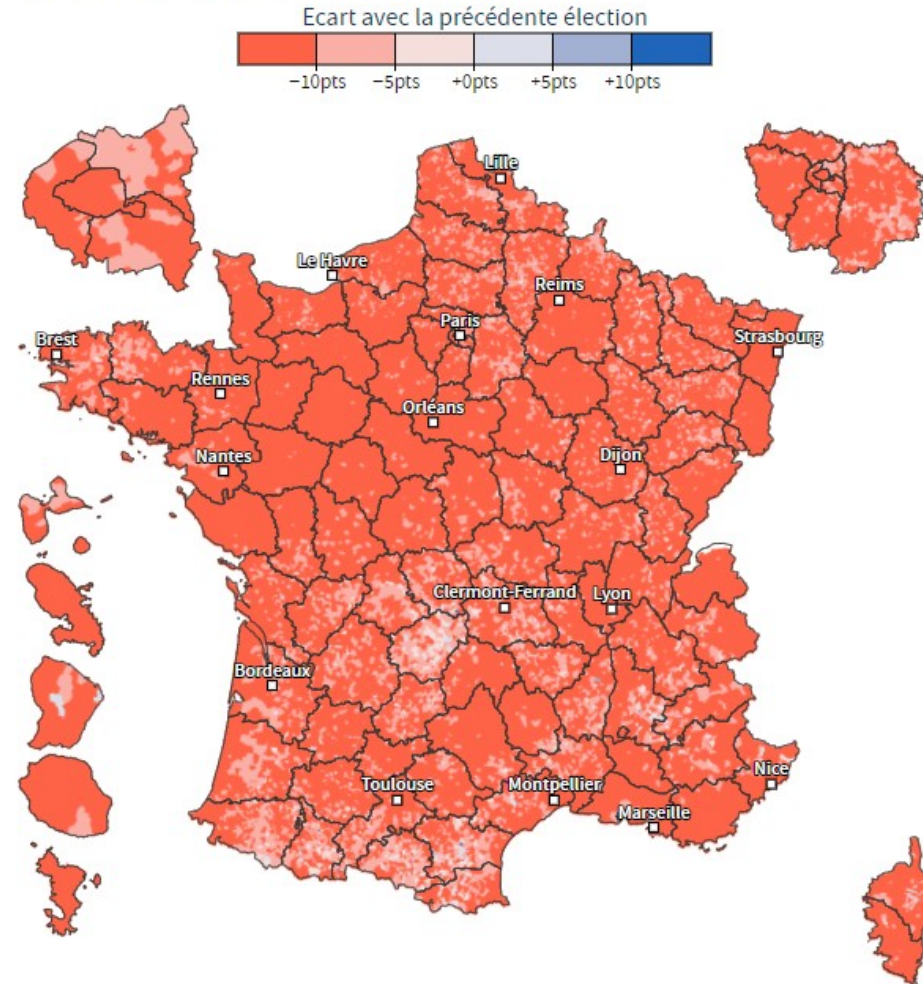 Ecart avec la précédente élection
−10pts −5pts +0pts +5pts +10pts
Lille
Le Havre
Reims
Paris
Strasbourg
Brest
Rennes
Orléans
Nantes
Dijon
Clermont-Ferrand
Lyon
Bordeaux
Nice
Toulouse
Montpellier
Marseille